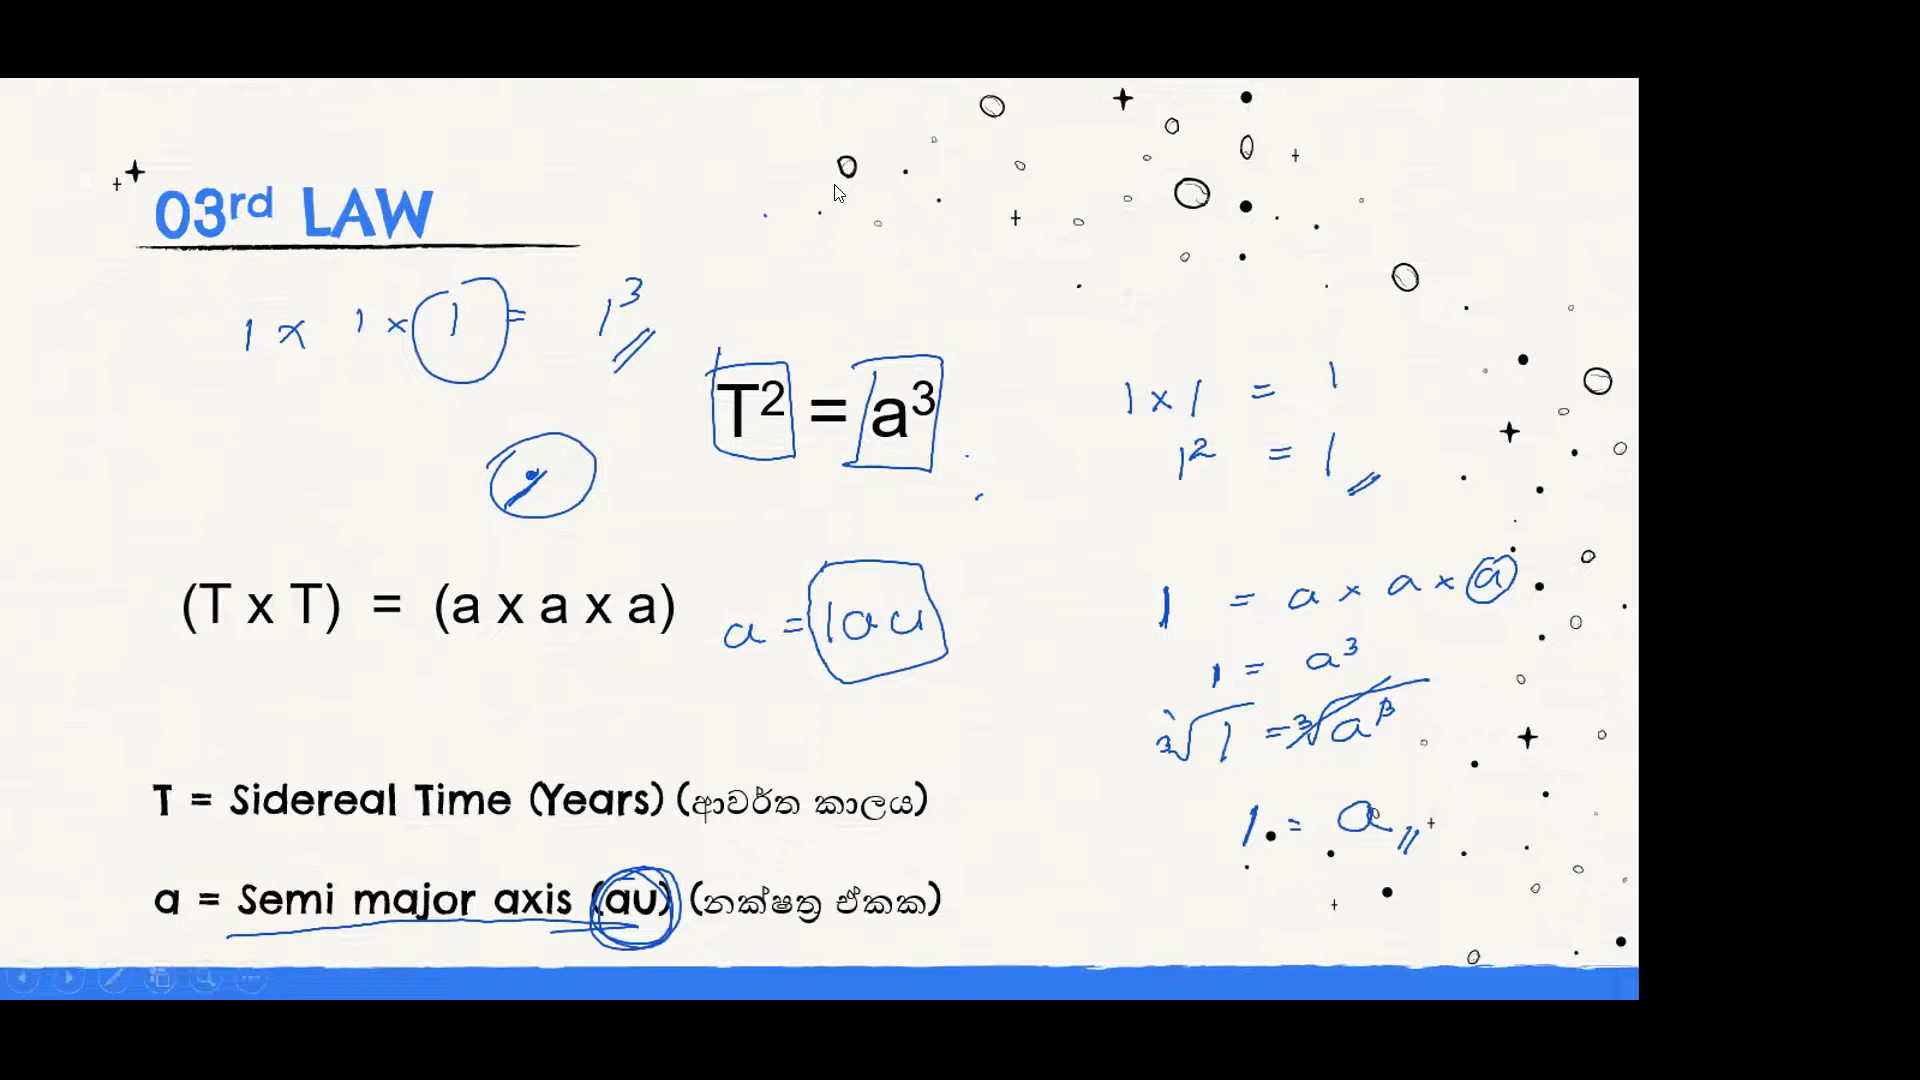 03rd LAW
1 x 1 x 1 = 1³
T² = a³
1 x 1 = 1
1² = 1
(T x T) = (a x a x a)
a = 1au
1 = a x a x a
1 = a³
∛1 = ∛a³
1 = a
T = Sidereal Time (Years) (ආවර්ත කාලය)
a = Semi major axis (au) (නක්ෂත්‍ර ඒකක)